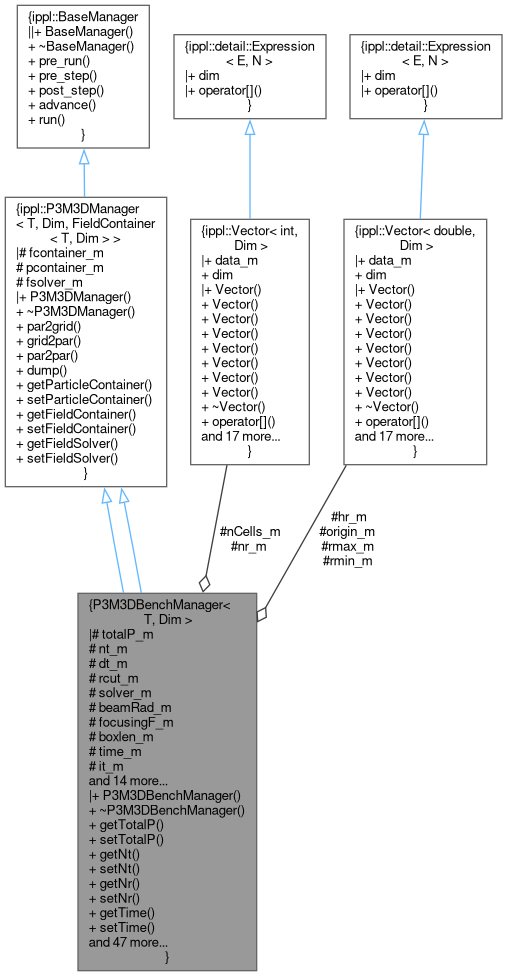 {ippl::BaseManager
||+ BaseManager()
+ ~BaseManager()
+ pre_run()
+ pre_step()
+ post_step()
+ advance()
+ run()
}
{ippl::detail::Expression
< E, N >
|+ dim
|+ operator[]()
}
{ippl::detail::Expression
< E, N >
|+ dim
|+ operator[]()
}
{ippl::P3M3DManager
< T, Dim, FieldContainer
< T, Dim > >
|# fcontainer_m
# pcontainer_m
# fsolver_m
|+ P3M3DManager()
+ ~P3M3DManager()
+ par2grid()
+ grid2par()
+ par2par()
+ dump()
+ getParticleContainer()
+ setParticleContainer()
+ getFieldContainer()
+ setFieldContainer()
+ getFieldSolver()
+ setFieldSolver()
}
{ippl::Vector< int,
Dim >
|+ data_m
+ dim
|+ Vector()
+ Vector()
+ Vector()
+ Vector()
+ Vector()
+ Vector()
+ Vector()
+ ~Vector()
+ operator[]()
and 17 more...
}
{ippl::Vector< double,
Dim >
|+ data_m
+ dim
|+ Vector()
+ Vector()
+ Vector()
+ Vector()
+ Vector()
+ Vector()
+ Vector()
+ ~Vector()
+ operator[]()
and 17 more...
}
#nCells_m
#nr_m
#hr_m
#origin_m
#rmax_m
#rmin_m
{P3M3DBenchManager<
T, Dim >
|# totalP_m
# nt_m
# dt_m
# rcut_m
# solver_m
# beamRad_m
# focusingF_m
# boxlen_m
# time_m
# it_m
and 14 more...
|+ P3M3DBenchManager()
+ ~P3M3DBenchManager()
+ getTotalP()
+ setTotalP()
+ getNt()
+ setNt()
+ getNr()
+ setNr()
+ getTime()
+ setTime()
and 47 more...
}